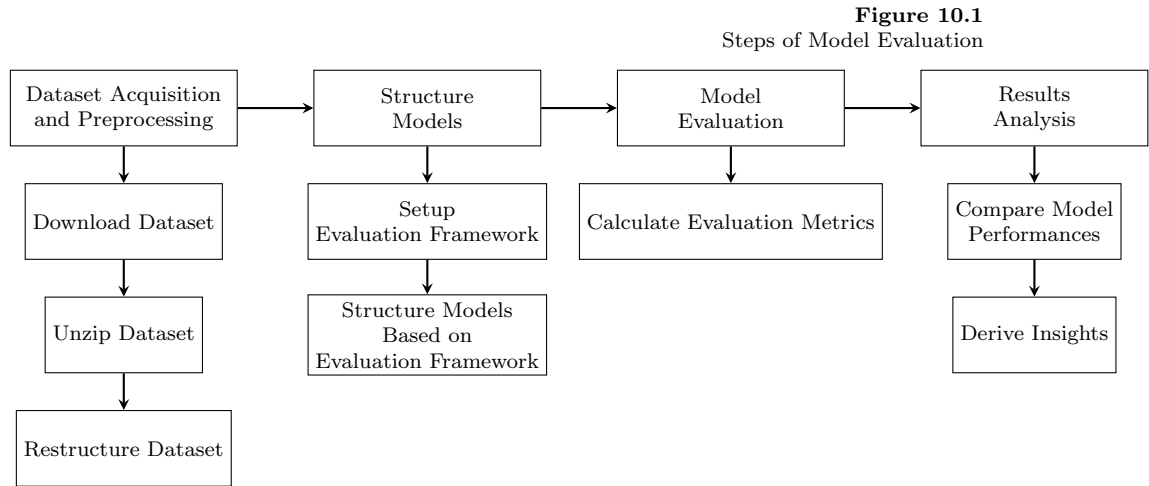 Figure 10.1
Steps of Model Evaluation
Dataset Acquisition
and Preprocessing
Structure
Models
Model
Evaluation
Results
Analysis
Download Dataset
Setup
Evaluation Framework
Calculate Evaluation Metrics
Compare Model
Performances
Unzip Dataset
Structure Models
Based on
Evaluation Framework
Derive Insights
Restructure Dataset